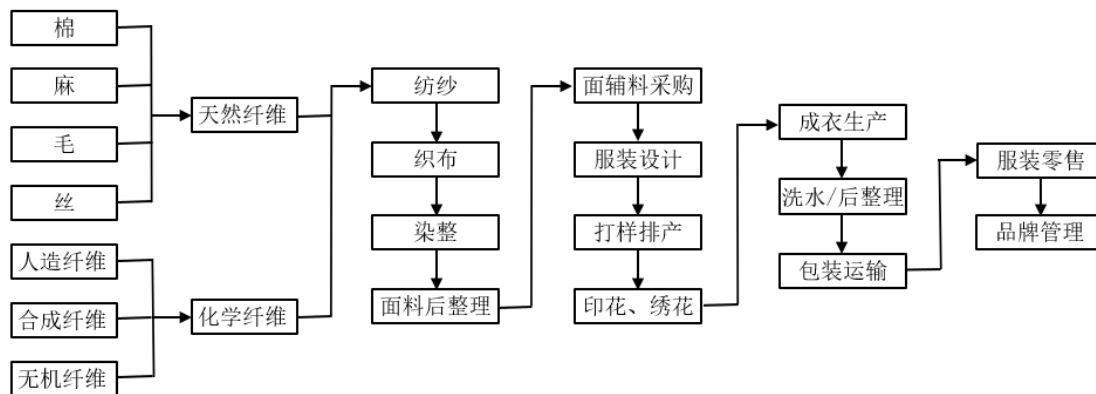 棉
麻
毛
丝
人造纤维
合成纤维
无机纤维
天然纤维
化学纤维
纺纱
织布
染整
面料后整理
面辅料采购
服装设计
打样排产
印花、绣花
成衣生产
洗水/后整理
包装运输
服装零售
品牌管理